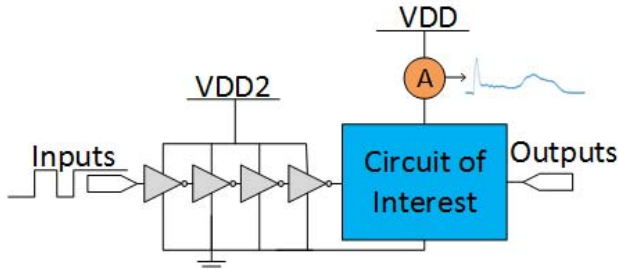 VDD
A
VDD2
Inputs
Circuit of
Interest
Outputs